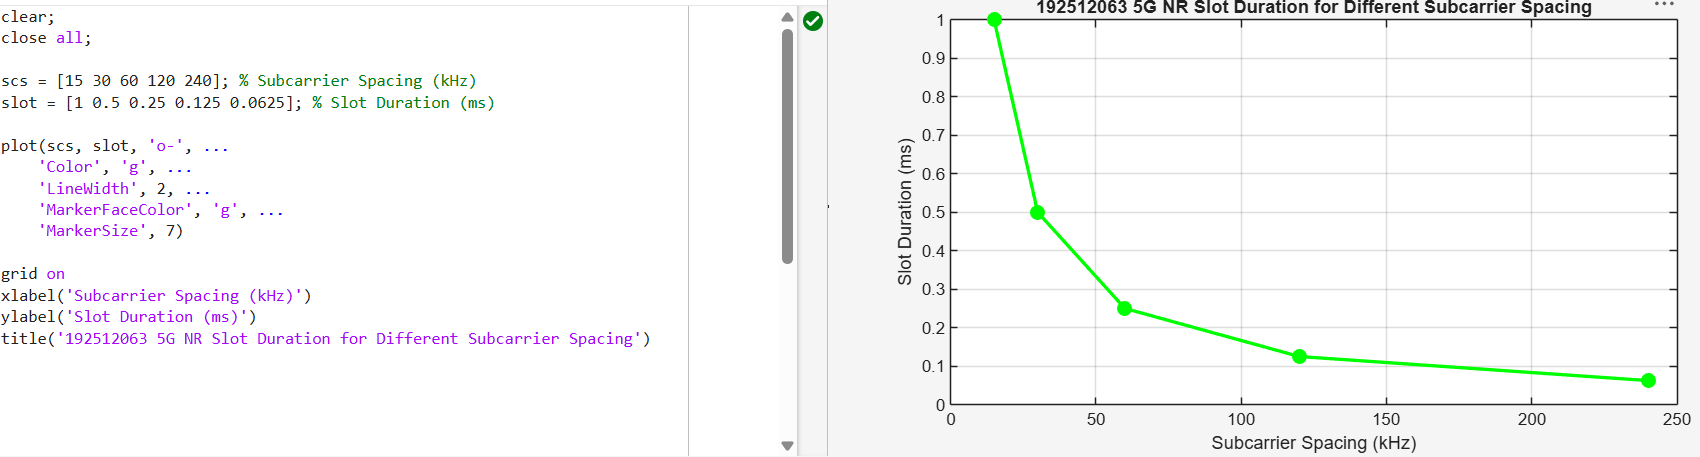 clear;
close all;
scs = [15 30 60 120 240]; % Subcarrier Spacing (kHz)
slot = [1 0.5 0.25 0.125 0.0625]; % Slot Duration (ms)
plot(scs, slot, 'o-', ...
'Color', 'g', ...
'LineWidth', 2, ...
'MarkerFaceColor', 'g', ...
'MarkerSize', 7)
grid on
xlabel('Subcarrier Spacing (kHz)')
ylabel('Slot Duration (ms)')
title('192512063 5G NR Slot Duration for Different Subcarrier Spacing')
192512063 5G NR Slot Duration for Different Subcarrier Spacing
Slot Duration (ms)
1
0.9
0.8
0.7
0.6
0.5
0.4
0.3
0.2
0.1
0
0 50 100 150 200 250
Subcarrier Spacing (kHz)